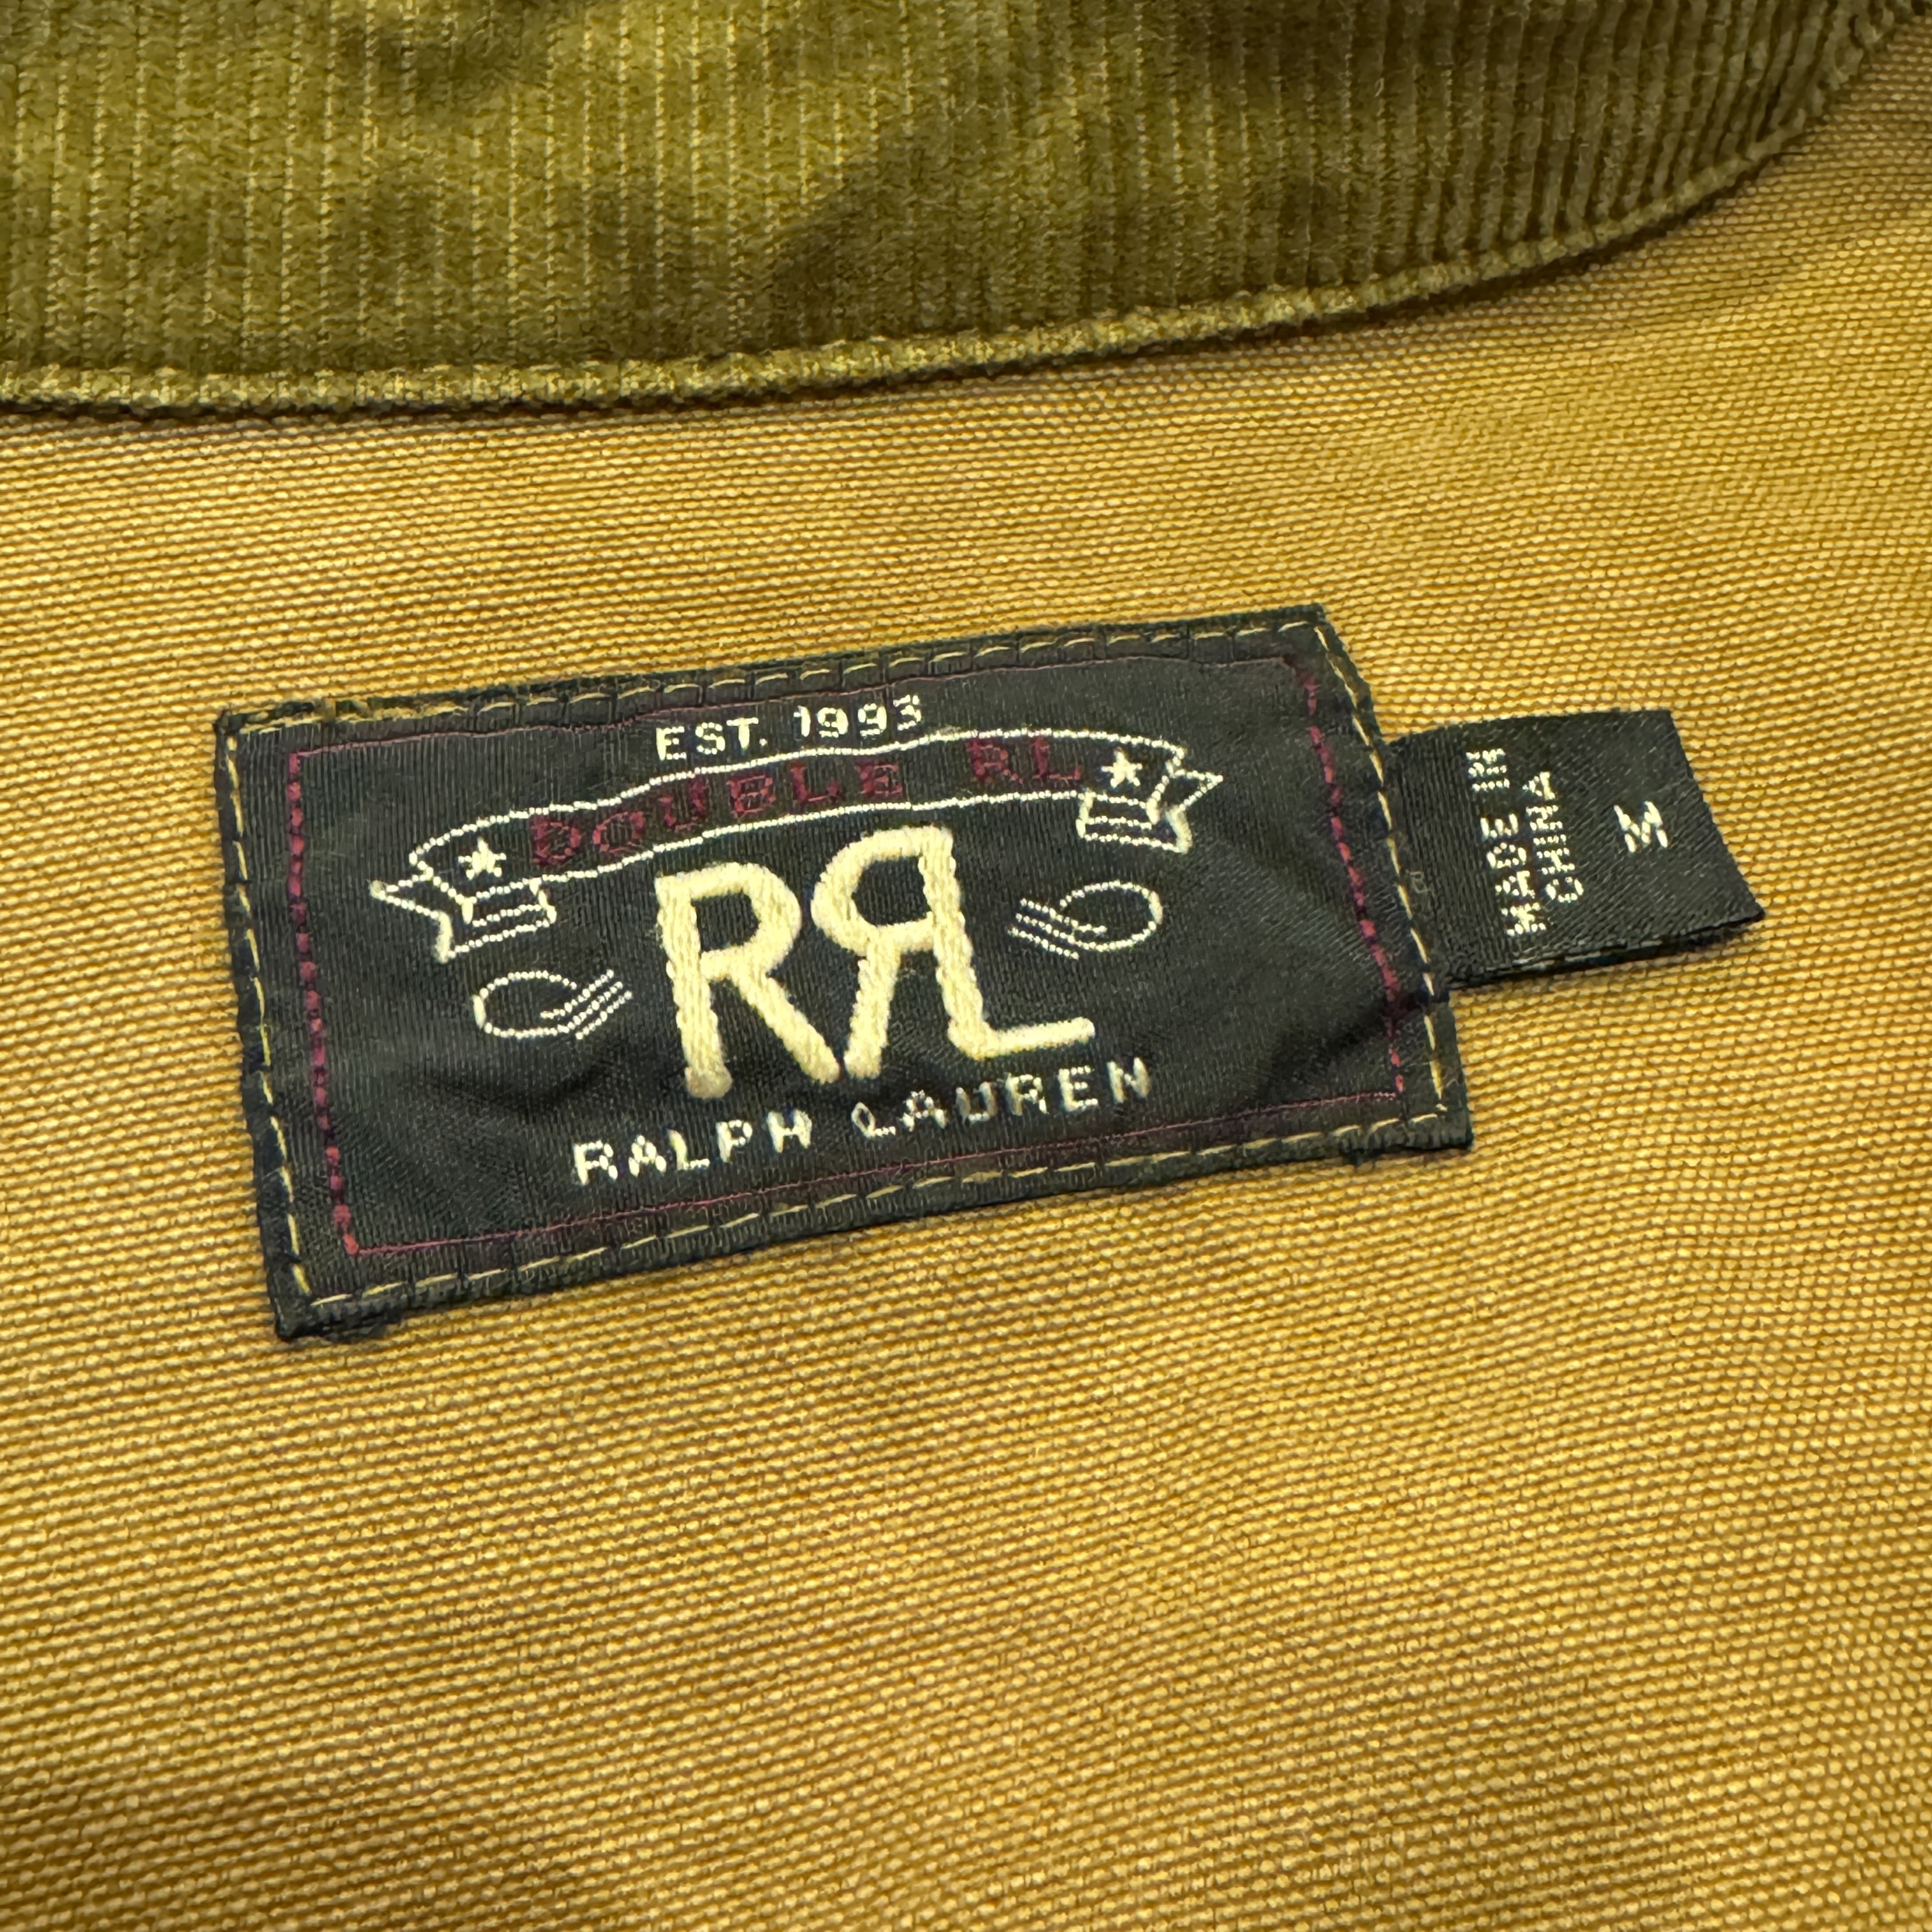 EST. 1993
DOUBLE RL
RRL
RALPH LAUREN
MADE IN
CHINA
M